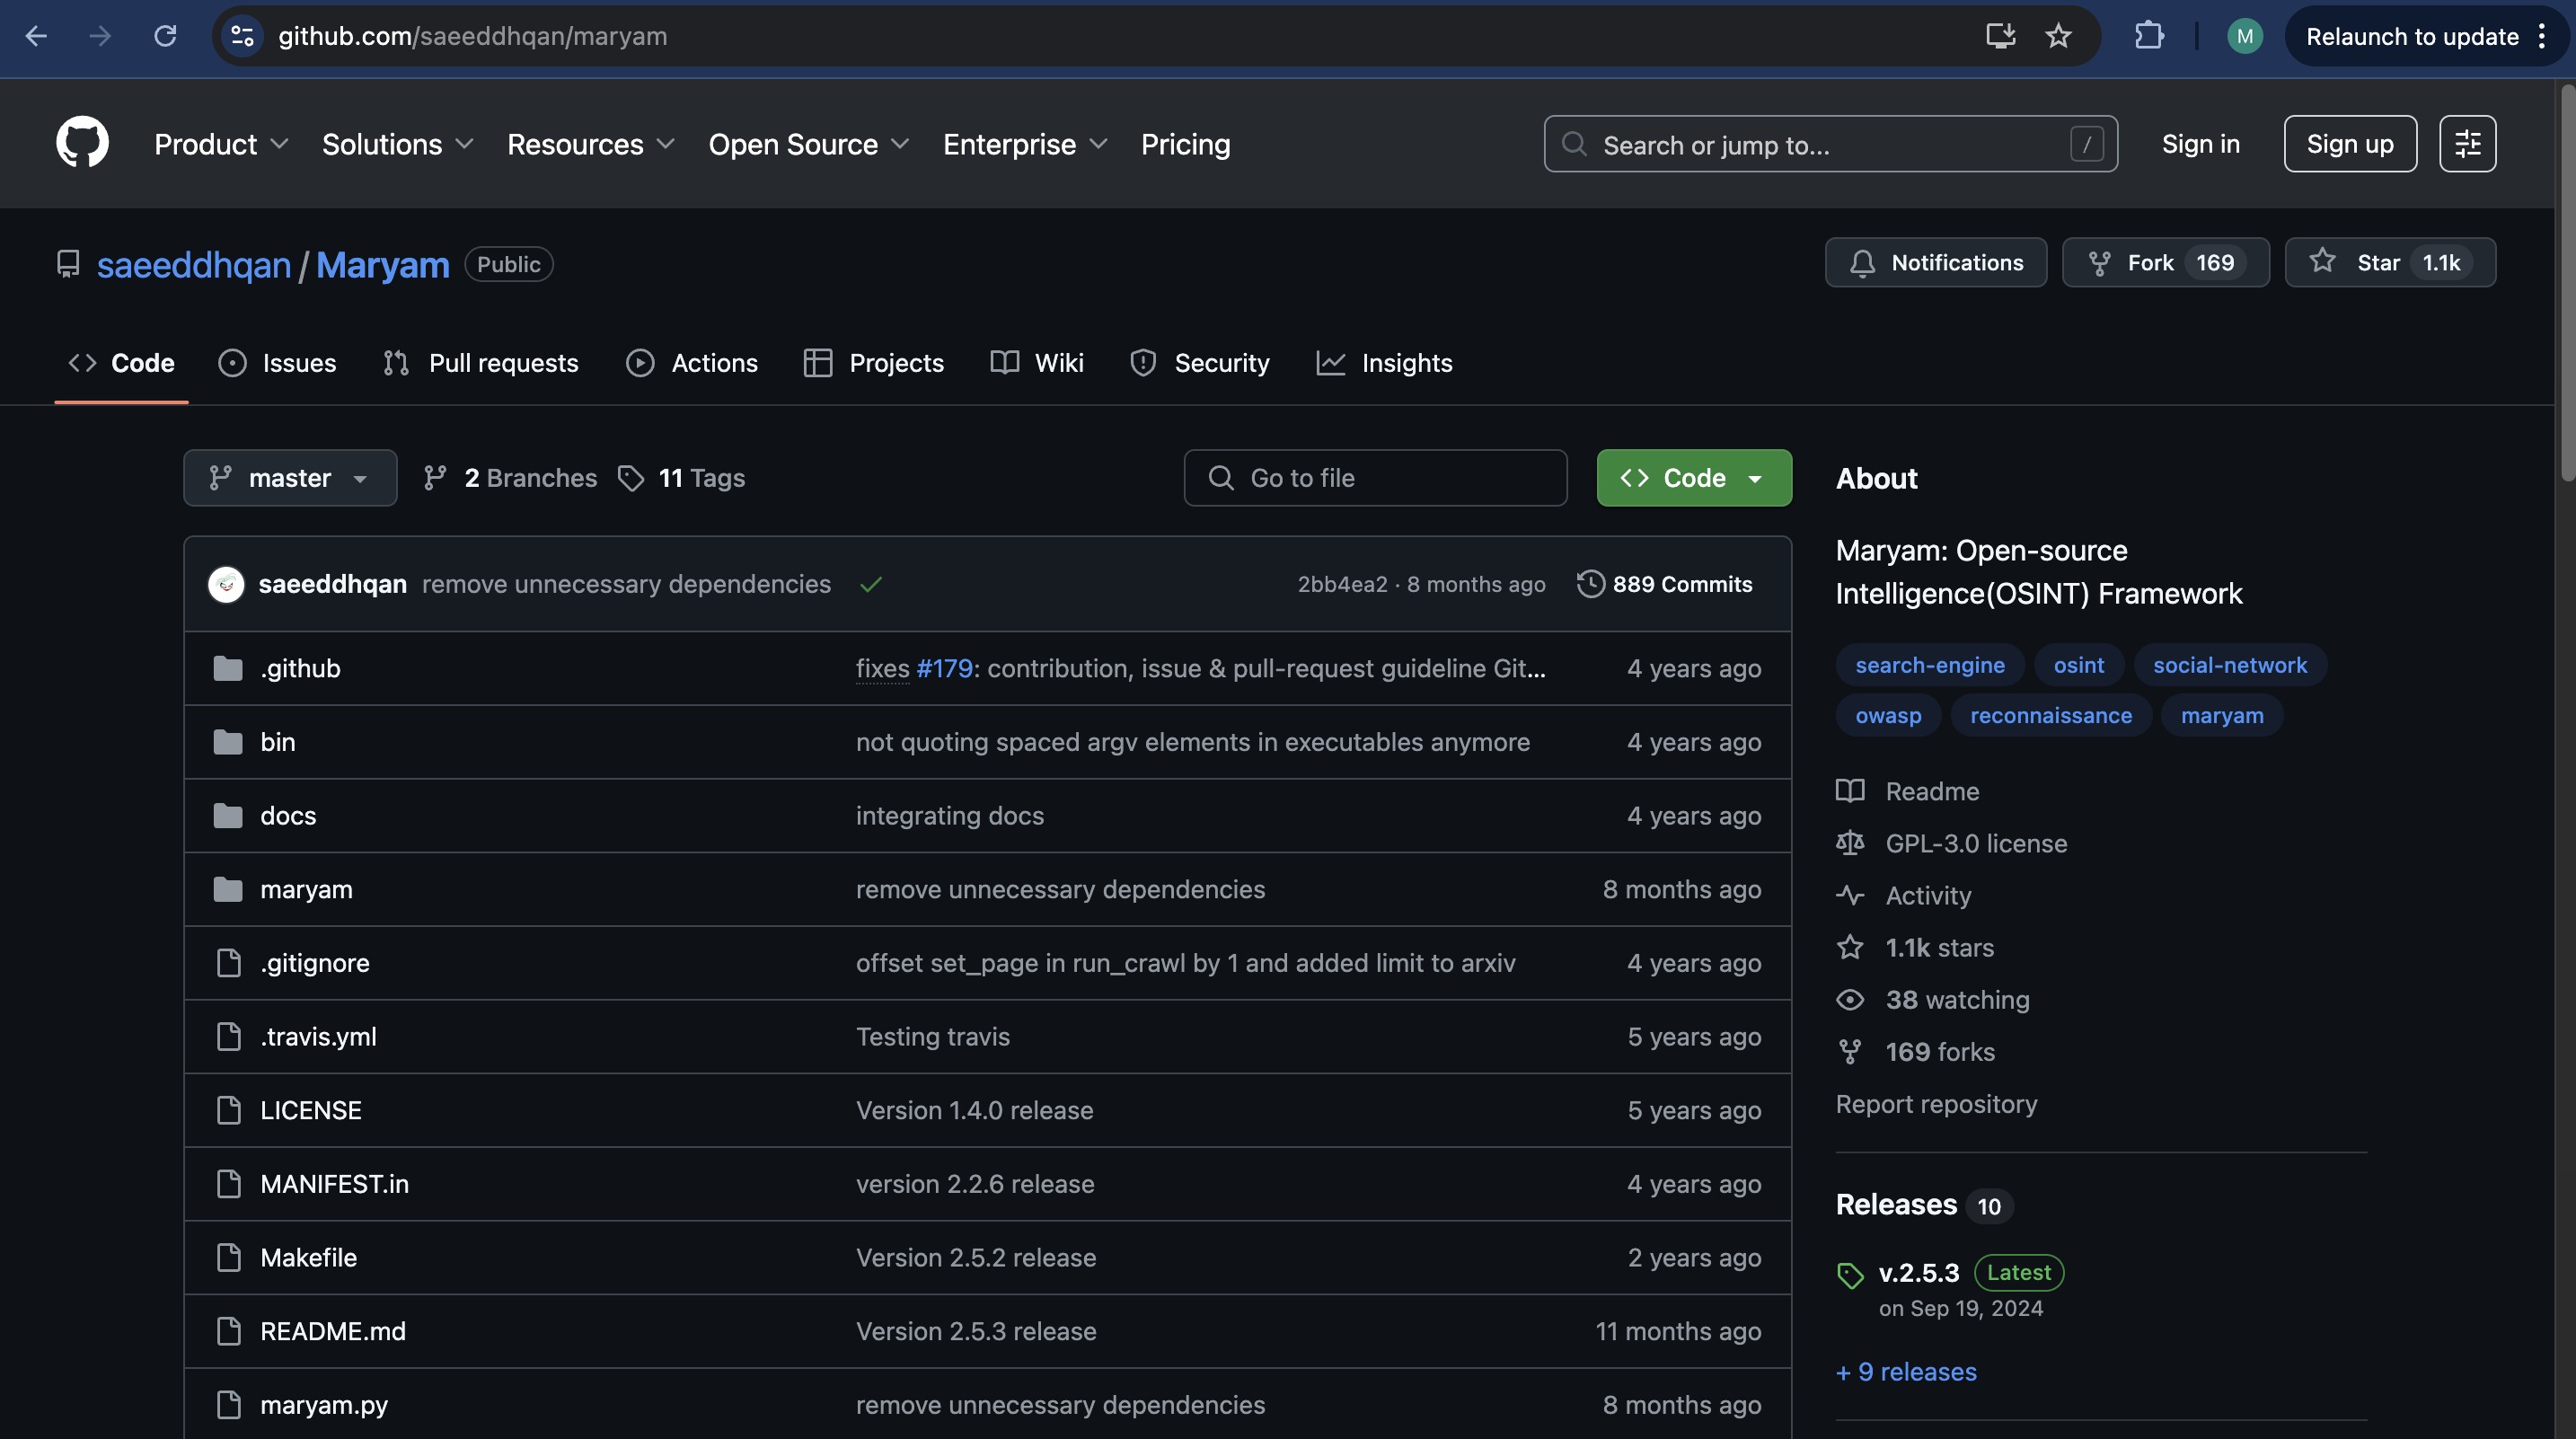 github.com/saeeddhqan/maryam
M
Relaunch to update
Product Solutions Resources Open Source Enterprise Pricing
Search or jump to... /
Sign in
Sign up
saeeddhqan / Maryam Public
Notifications
Fork 169
Star 1.1k
Code Issues Pull requests Actions Projects Wiki Security Insights
master 2 Branches 11 Tags
Go to file
Code
saeeddhqan remove unnecessary dependencies 2bb4ea2 · 8 months ago 889 Commits
.github fixes #179: contribution, issue & pull-request guideline Git... 4 years ago
bin not quoting spaced argv elements in executables anymore 4 years ago
docs integrating docs 4 years ago
maryam remove unnecessary dependencies 8 months ago
.gitignore offset set_page in run_crawl by 1 and added limit to arxiv 4 years ago
.travis.yml Testing travis 5 years ago
LICENSE Version 1.4.0 release 5 years ago
MANIFEST.in version 2.2.6 release 4 years ago
Makefile Version 2.5.2 release 2 years ago
README.md Version 2.5.3 release 11 months ago
maryam.py remove unnecessary dependencies 8 months ago
About
Maryam: Open-source
Intelligence(OSINT) Framework
search-engine osint social-network
owasp reconnaissance maryam
Readme
GPL-3.0 license
Activity
1.1k stars
38 watching
169 forks
Report repository
Releases 10
v.2.5.3 Latest
on Sep 19, 2024
+ 9 releases